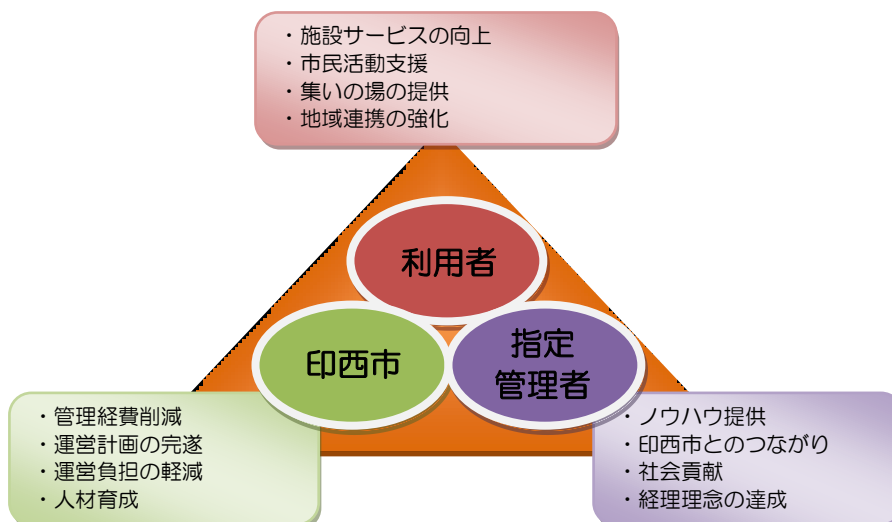 ・施設サービスの向上
・市民活動支援
・集いの場の提供
・地域連携の強化
利用者
印西市
指定
管理者
・管理経費削減
・運営計画の完遂
・運営負担の軽減
・人材育成
・ノウハウ提供
・印西市とのつながり
・社会貢献
・経理理念の達成